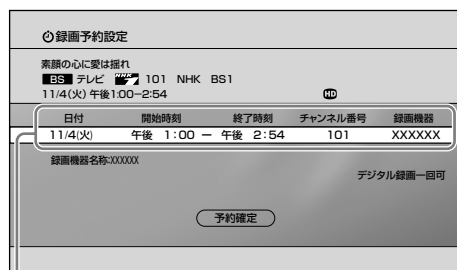 録画予約設定
素顔の心に愛は揺れ
BS テレビ NHK 101 NHK BS1
11/4(火) 午後1:00−2:54 HD
日付 開始時刻 終了時刻 チャンネル番号 録画機器
11/4(火) 午後 1:00 − 午後 2:54 101 XXXXXX
録画機器名称:XXXXXX
デジタル録画一回可
予約確定